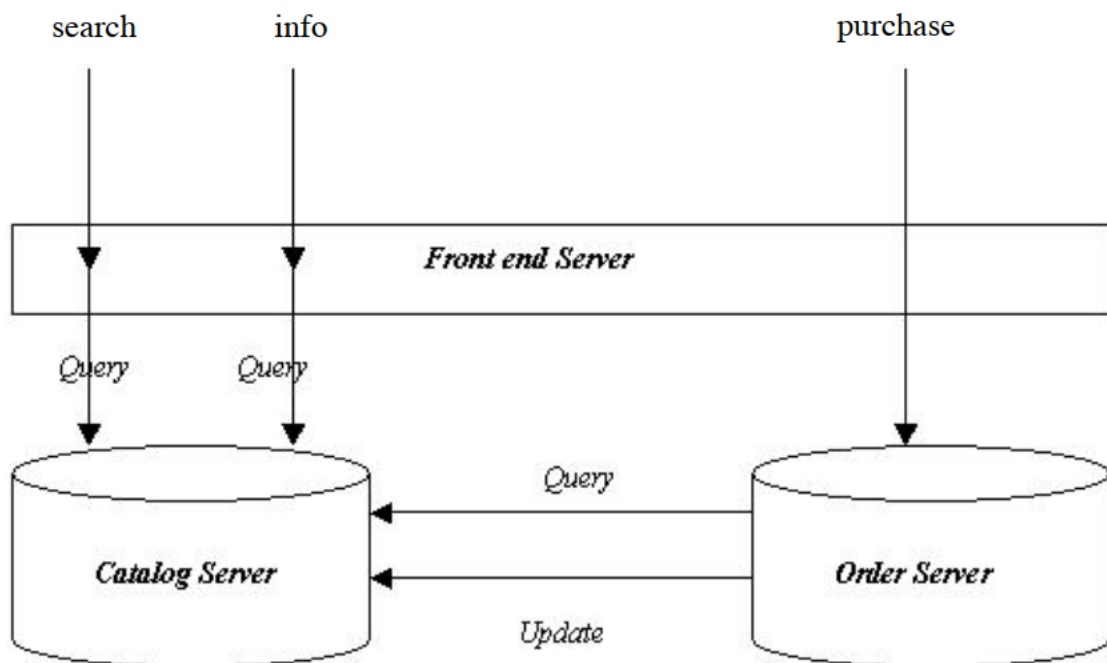 search
info
purchase
Front end Server
Query
Query
Query
Catalog Server
Order Server
Update